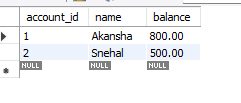 account_id name balance
1 Akansha 800.00
2 Snehal 500.00
NULL NULL NULL